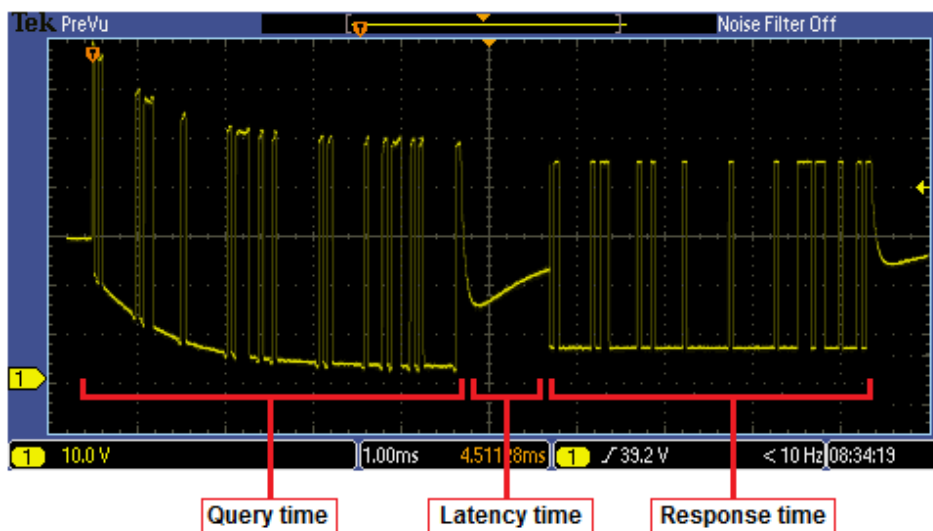 Tek PreVu Noise Filter Off
T
T
1
1 10.0 V 1.00ms 4.51128ms 1 39.2 V < 10 Hz 08:34:19
Query time Latency time Response time